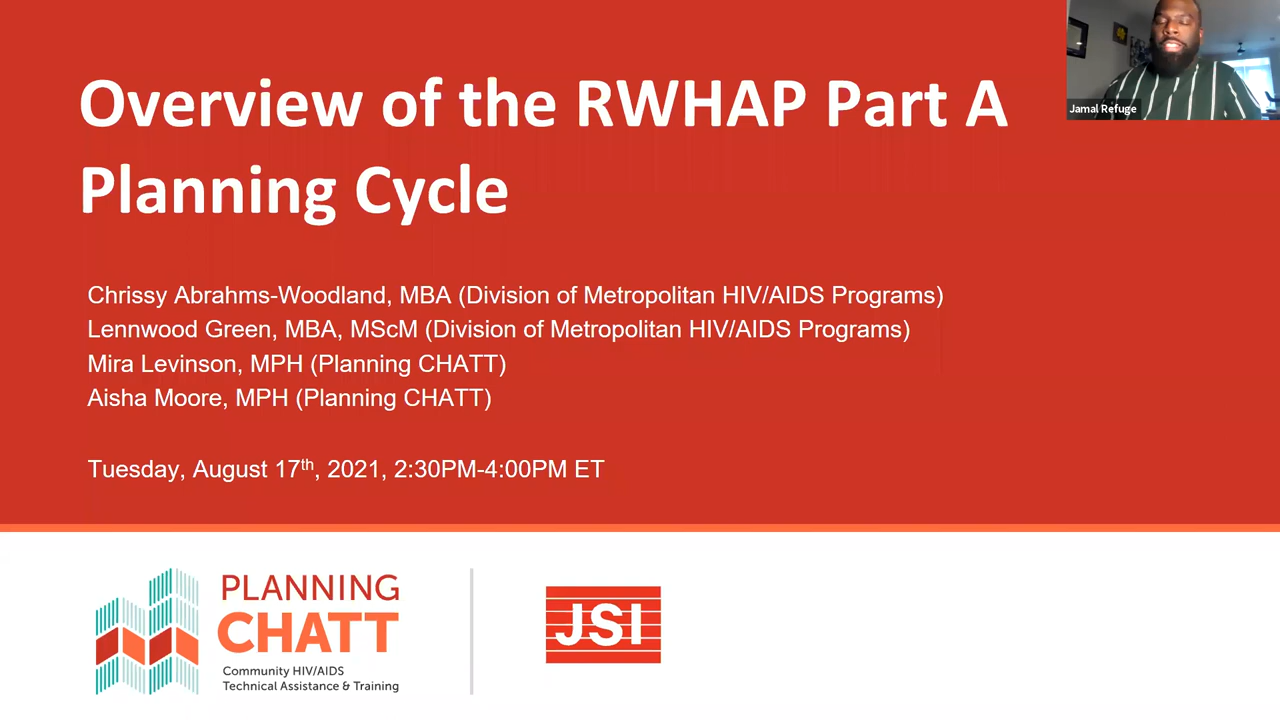 Overview of the RWHAP Part A
Planning Cycle
Jamal Refuge
Chrissy Abrahms-Woodland, MBA (Division of Metropolitan HIV/AIDS Programs)
Lennwood Green, MBA, MScM (Division of Metropolitan HIV/AIDS Programs)
Mira Levinson, MPH (Planning CHATT)
Aisha Moore, MPH (Planning CHATT)
Tuesday, August 17th, 2021, 2:30PM-4:00PM ET
PLANNING
CHATT
Community HIV/AIDS
Technical Assistance & Training
JSI